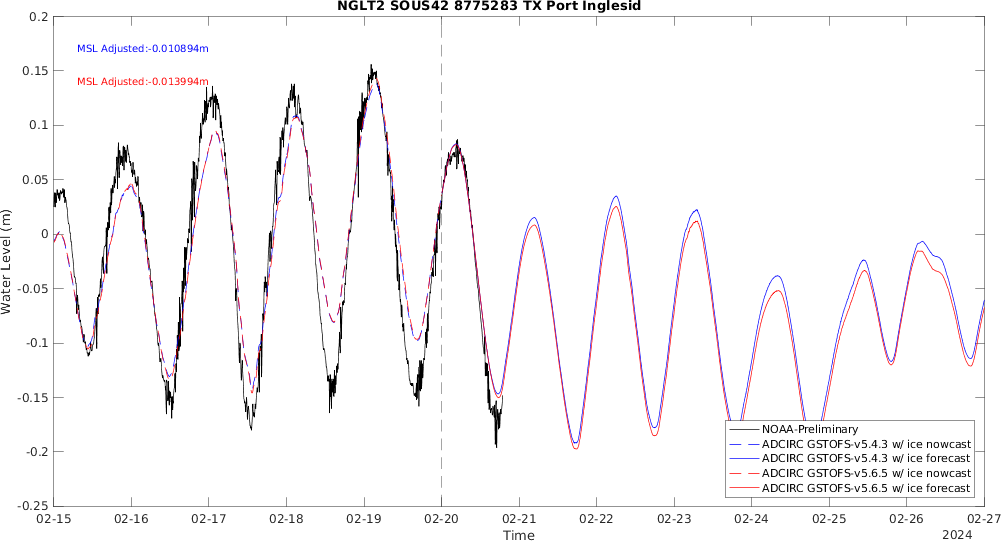 NGLT2 SOUS42 8775283 TX Port Inglesid
0.2
0.15
0.1
0.05
0
-0.05
-0.1
-0.15
-0.2
-0.25
Water Level (m)
MSL Adjusted:-0.010894m
MSL Adjusted:-0.013994m
NOAA-Preliminary
ADCIRC GSTOFS-v5.4.3 w/ ice nowcast
ADCIRC GSTOFS-v5.4.3 w/ ice forecast
ADCIRC GSTOFS-v5.6.5 w/ ice nowcast
ADCIRC GSTOFS-v5.6.5 w/ ice forecast
02-15 02-16 02-17 02-18 02-19 02-20 02-21 02-22 02-23 02-24 02-25 02-26 02-27
Time
2024